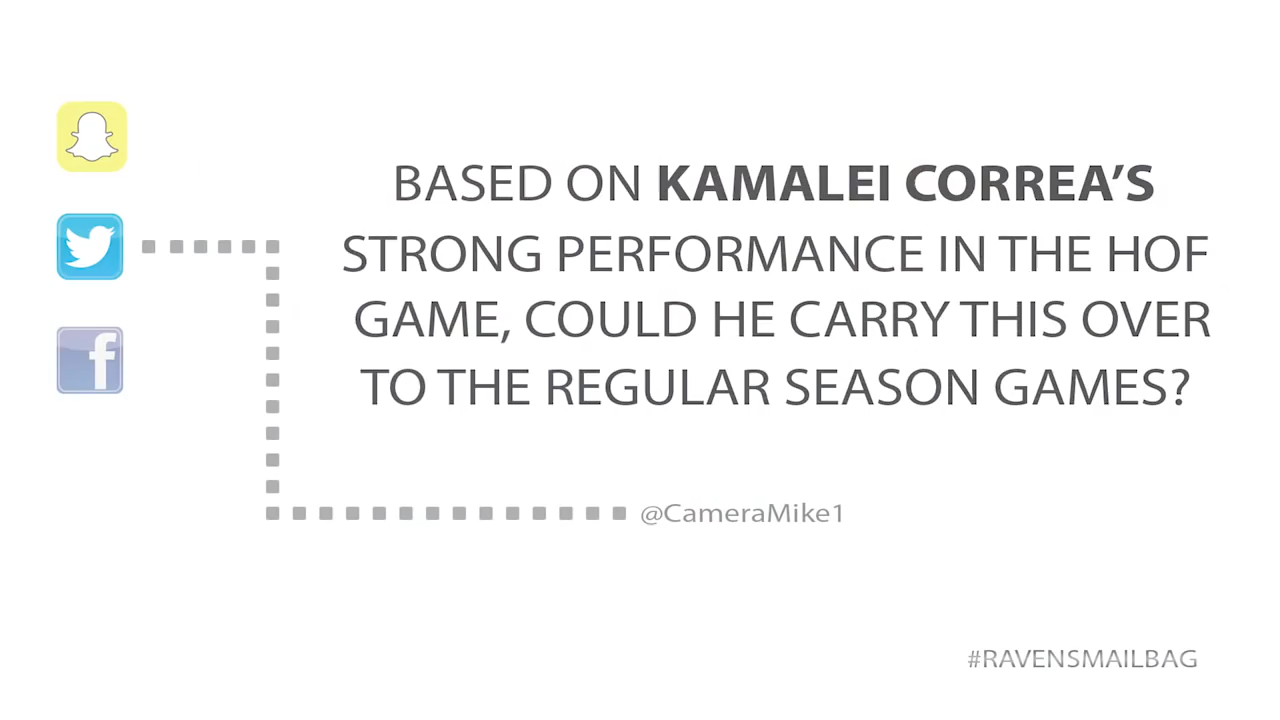 BASED ON KAMALEI CORREA'S
STRONG PERFORMANCE IN THE HOF
GAME, COULD HE CARRY THIS OVER
TO THE REGULAR SEASON GAMES?
@CameraMike1
#RAVENSMAILBAG